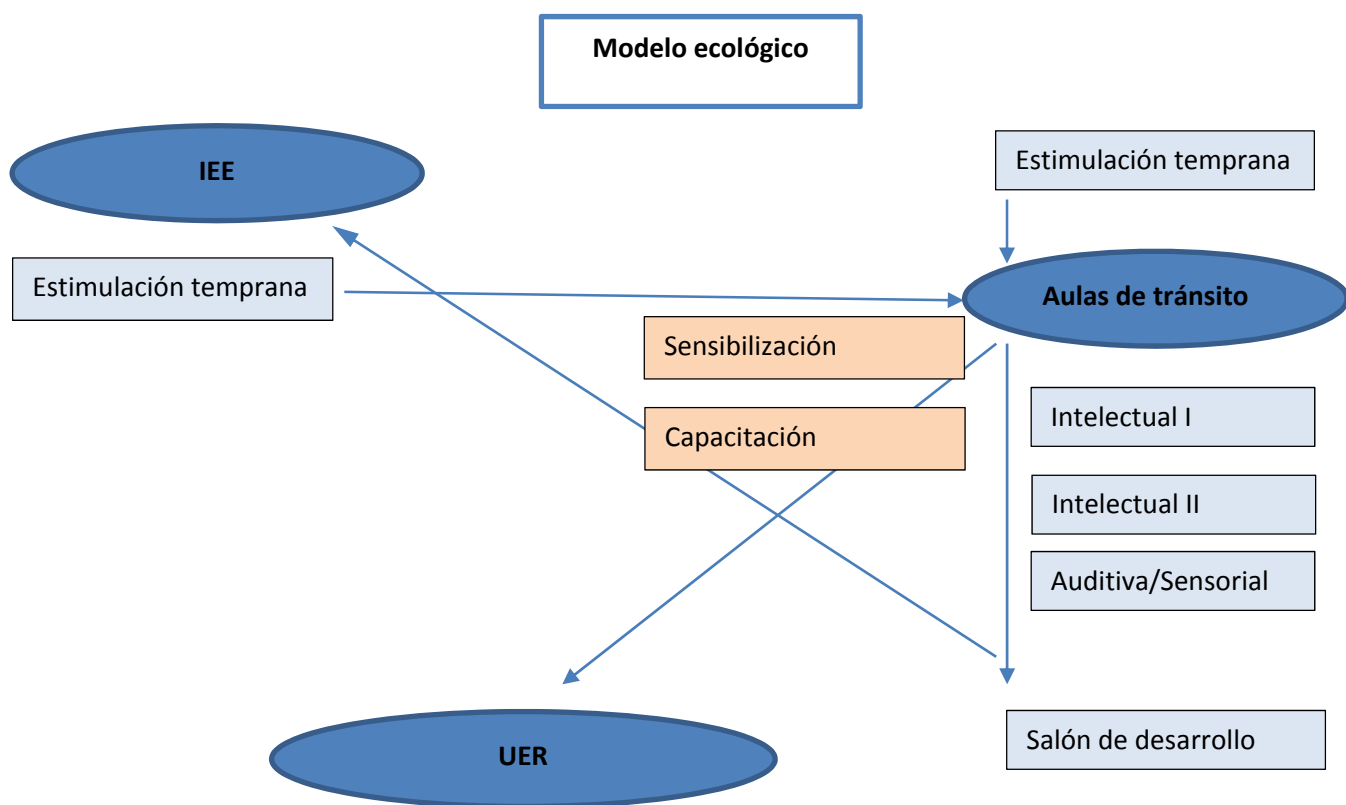 Modelo ecológico
IEE
Estimulación temprana
Estimulación temprana
Aulas de tránsito
Sensibilización
Capacitación
Intelectual I
Intelectual II
Auditiva/Sensorial
Salón de desarrollo
UER